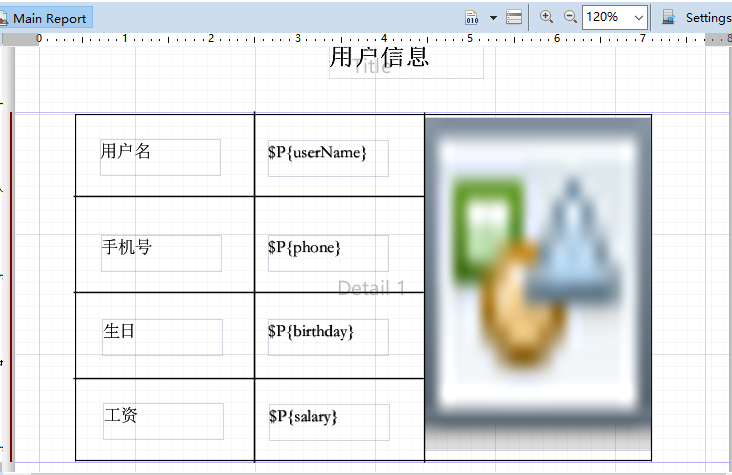 Main Report
010
120%
Settings
0 1 2 3 4 5 6 7 8
用户信息
Title
用户名 $P{userName}
手机号 $P{phone}
Detail 1
生日 $P{birthday}
工资 $P{salary}